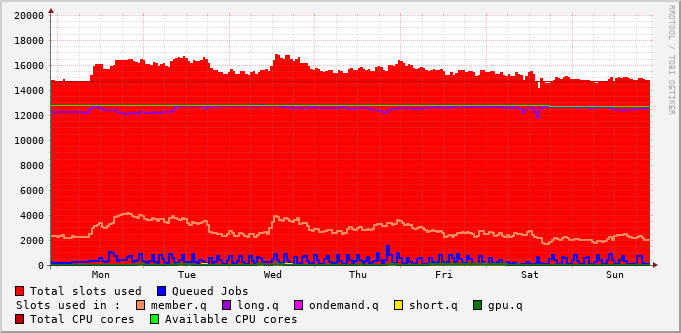 20000
18000
16000
14000
12000
10000
8000
6000
4000
2000
0
Mon Tue Wed Thu Fri Sat Sun
RRDTOOL / TOBI OETIKER
Total slots used Queued Jobs
Slots used in : member.q long.q ondemand.q short.q gpu.q
Total CPU cores Available CPU cores